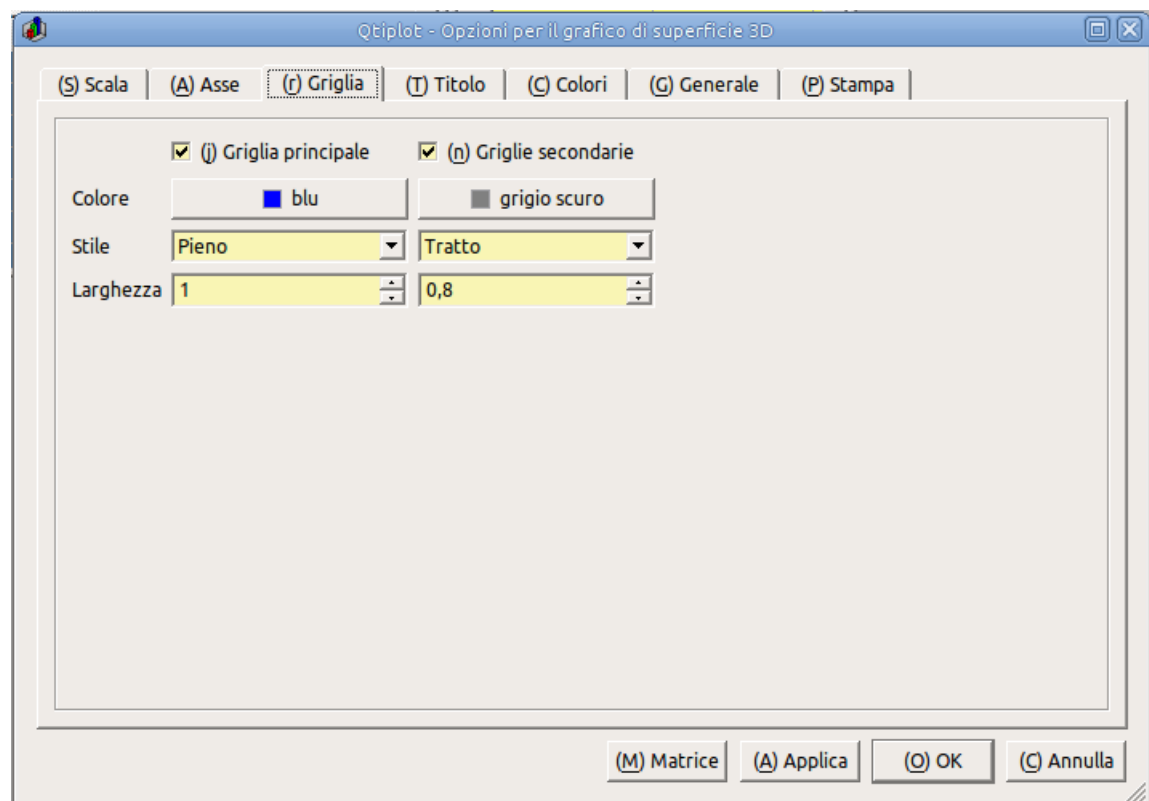 Qtiplot - Opzioni per il grafico di superficie 3D
(S) Scala (A) Asse (r) Griglia (T) Titolo (C) Colori (G) Generale (P) Stampa
(j) Griglia principale (n) Griglie secondarie
Colore blu grigio scuro
Stile Pieno Tratto
Larghezza 1 0,8
(M) Matrice (A) Applica (O) OK (C) Annulla